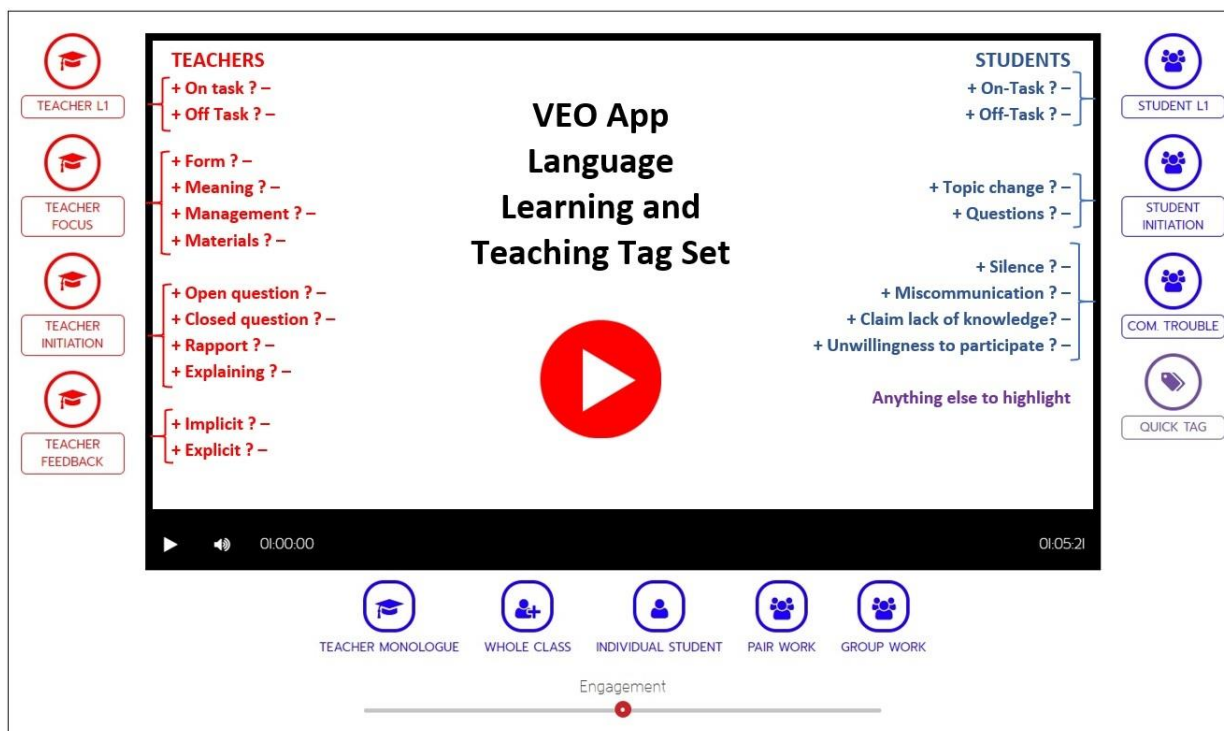 TEACHER L1
TEACHER
FOCUS
TEACHER
INITIATION
TEACHER
FEEDBACK
TEACHERS
+ On task ? –
+ Off Task ? –
+ Form ? –
+ Meaning ? –
+ Management ? –
+ Materials ? –
+ Open question ? –
+ Closed question ? –
+ Rapport ? –
+ Explaining ? –
+ Implicit ? –
+ Explicit ? –
VEO App
Language
Learning and
Teaching Tag Set
STUDENTS
+ On-Task ? –
+ Off-Task ? –
+ Topic change ? –
+ Questions ? –
+ Silence ? –
+ Miscommunication ? –
+ Claim lack of knowledge? –
+ Unwillingness to participate ? –
Anything else to highlight
STUDENT L1
STUDENT
INITIATION
COM. TROUBLE
QUICK TAG
01:00:00
01:05:21
TEACHER MONOLOGUE
WHOLE CLASS
INDIVIDUAL STUDENT
PAIR WORK
GROUP WORK
Engagement